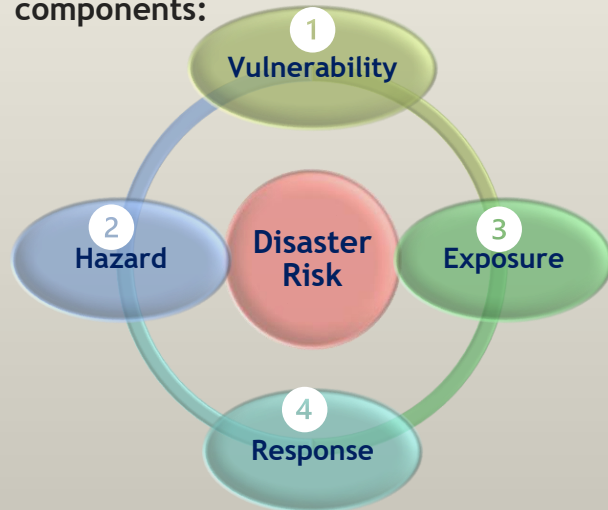 components:
1
Vulnerability
2
Hazard
Disaster
Risk
3
Exposure
4
Response